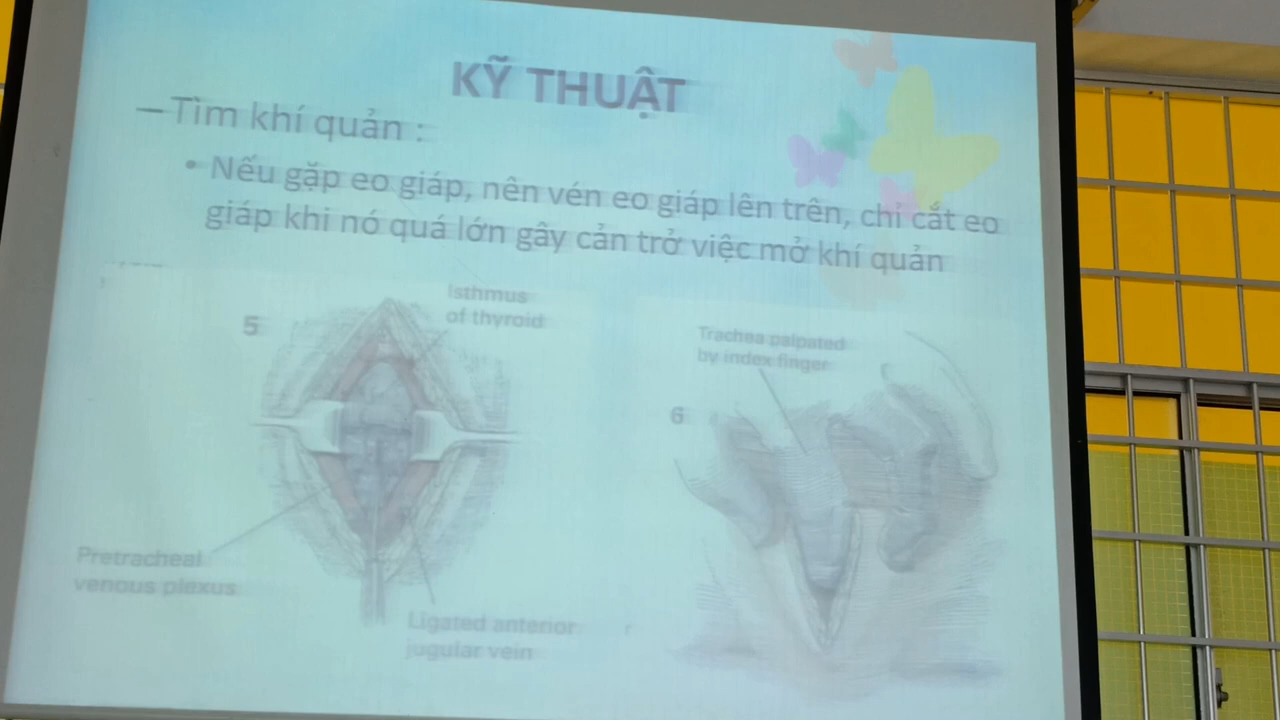 KỸ THUẬT
– Tìm khí quản :
• Nếu gặp eo giáp, nên vén eo giáp lên trên, chỉ cắt eo
giáp khi nó quá lớn gây cản trở việc mở khí quản
5
Isthmus
of thyroid
Pretracheal
venous plexus
Ligated anterior
jugular vein
6
Trachea palpated
by index finger